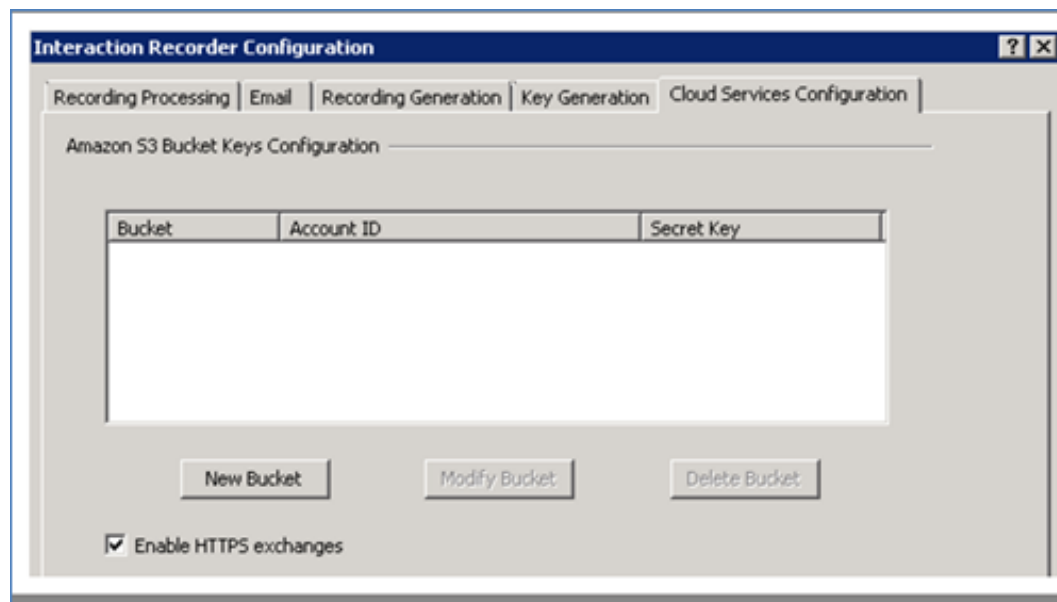 Interaction Recorder Configuration
Recording Processing Email Recording Generation Key Generation Cloud Services Configuration
Amazon S3 Bucket Keys Configuration
Bucket Account ID Secret Key
New Bucket Modify Bucket Delete Bucket
Enable HTTPS exchanges